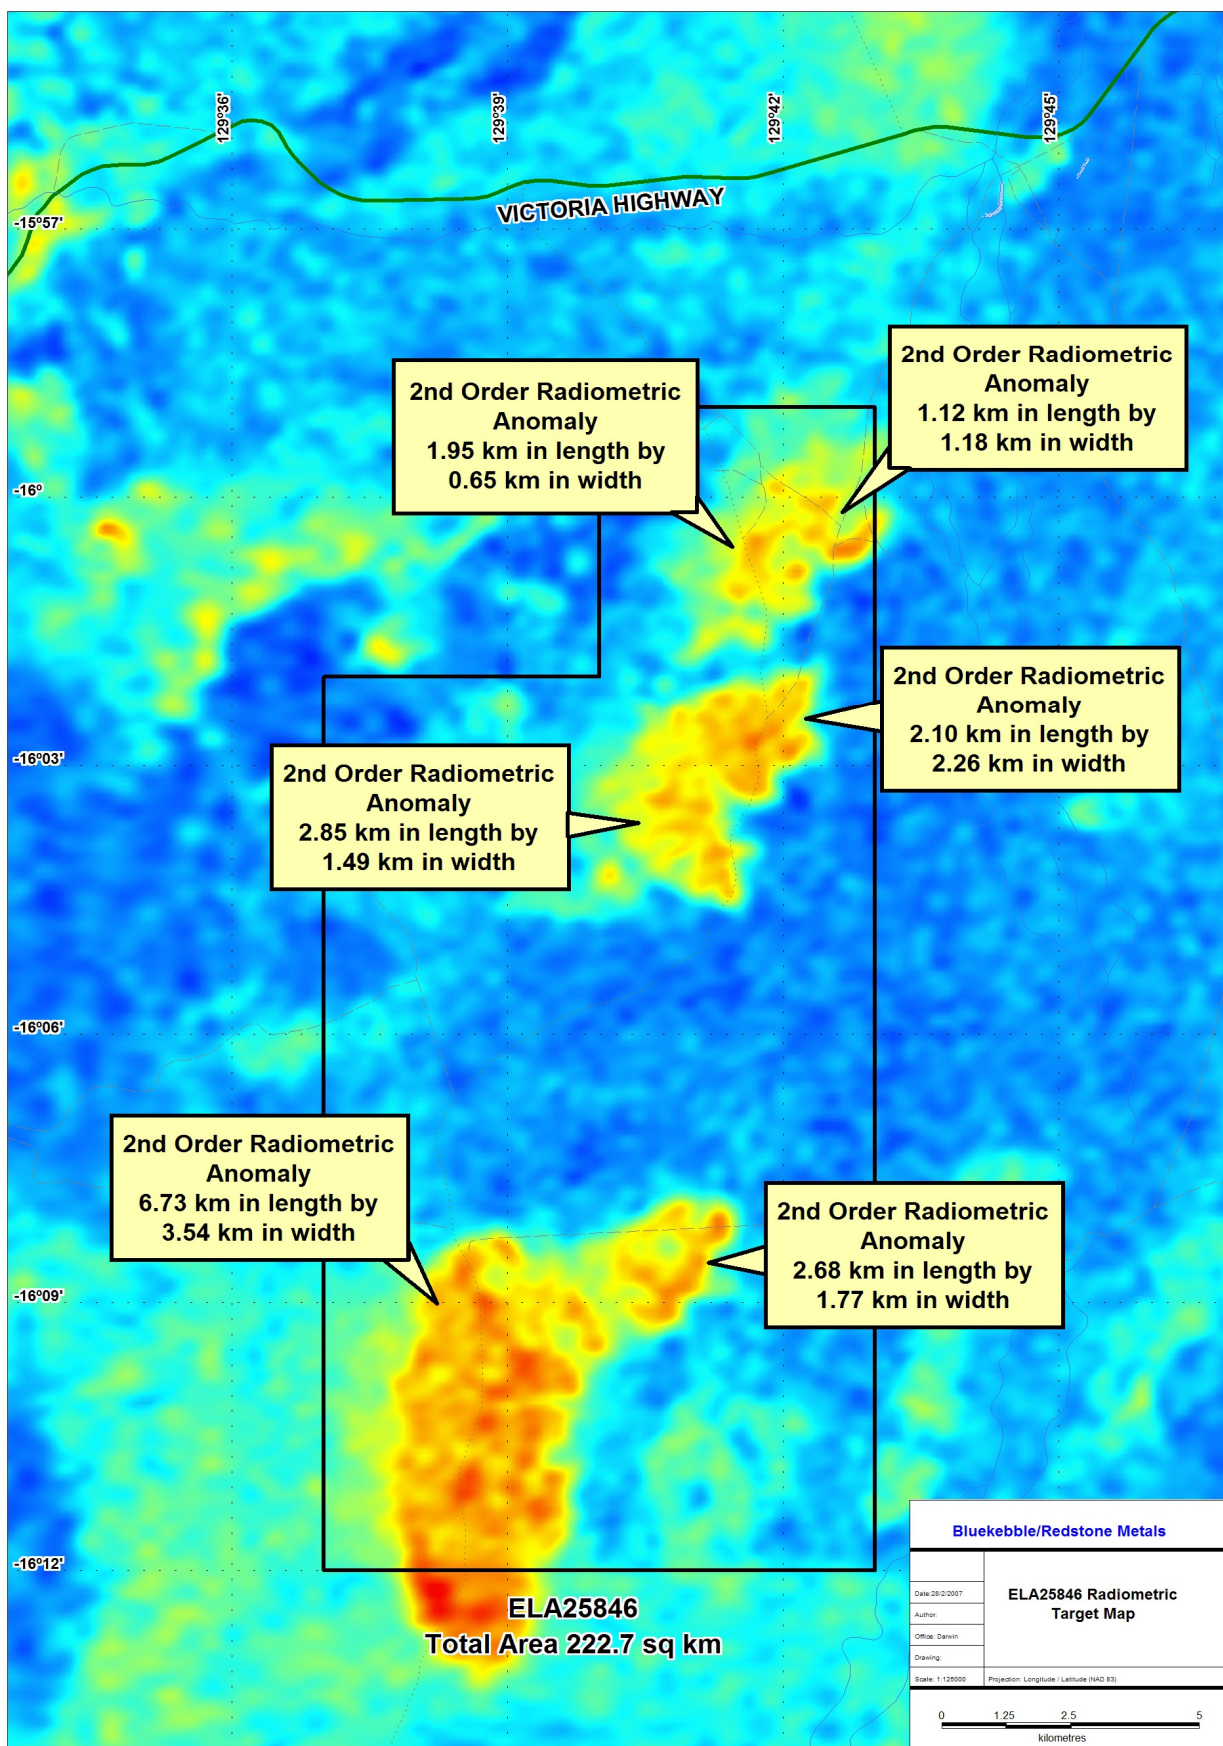 129°36'
129°39'
129°42'
129°45'
VICTORIA HIGHWAY
-15°57'
2nd Order Radiometric
Anomaly
1.12 km in length by
1.18 km in width
2nd Order Radiometric
Anomaly
1.95 km in length by
0.65 km in width
-16°
2nd Order Radiometric
Anomaly
2.10 km in length by
2.26 km in width
-16°03'
2nd Order Radiometric
Anomaly
2.85 km in length by
1.49 km in width
-16°06'
2nd Order Radiometric
Anomaly
6.73 km in length by
3.54 km in width
2nd Order Radiometric
Anomaly
2.68 km in length by
1.77 km in width
-16°09'
-16°12'
ELA25846
Total Area 222.7 sq km
Bluekebble/Redstone Metals
ELA25846 Radiometric
Target Map
Date 28/2/2007
Author:
Office: Darwin
Drawing:
Scale: 1:125000
Projection: Longitude / Latitude (NAD 83)
0 1.25 2.5 5
kilometres